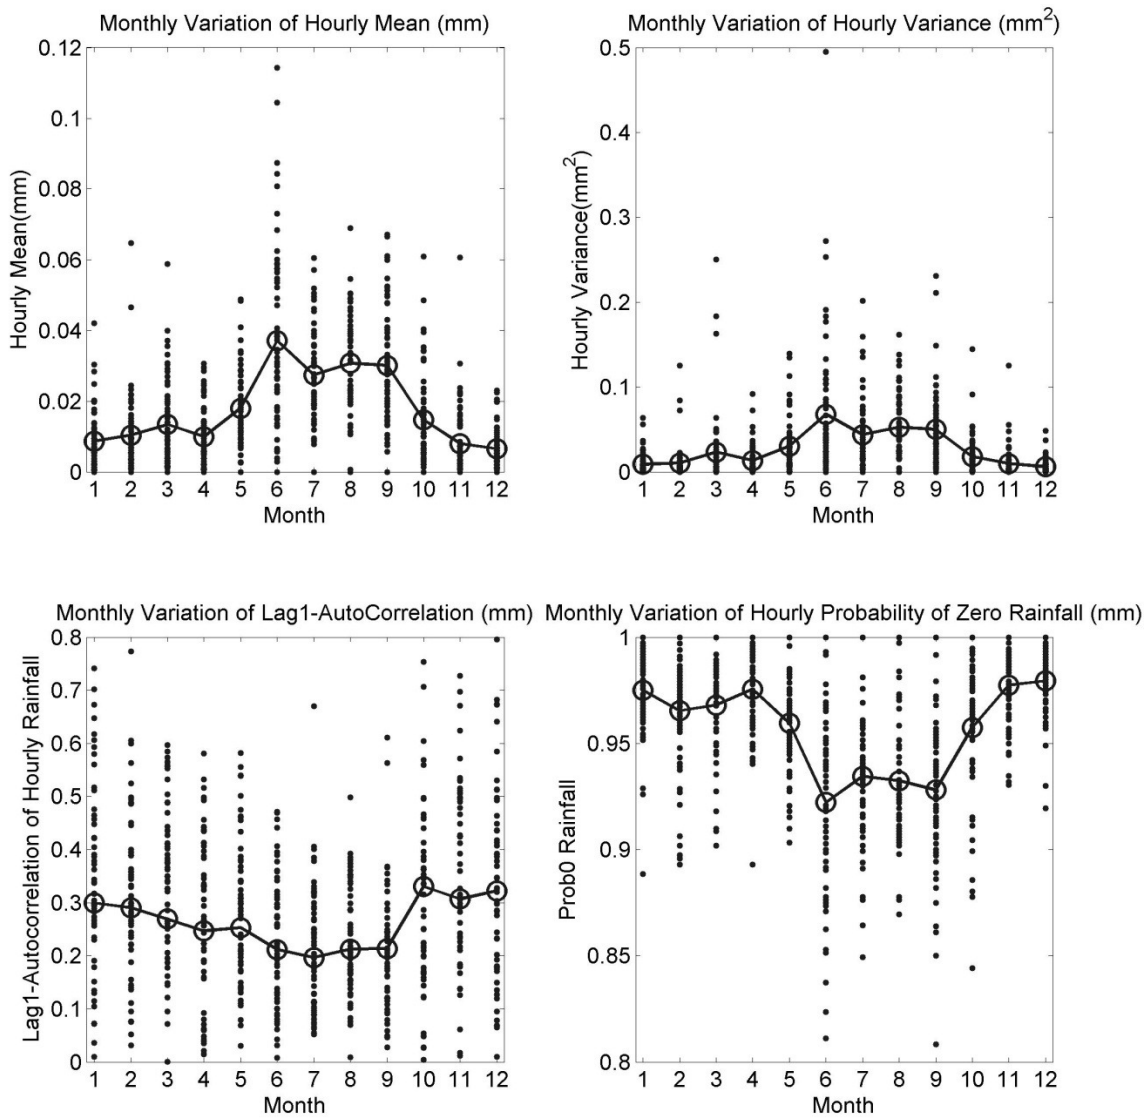 Monthly Variation of Hourly Mean (mm)
0.12
0.1
0.08
0.06
0.04
0.02
0
Hourly Mean(mm)
1 2 3 4 5 6 7 8 9 10 11 12
Month
Monthly Variation of Hourly Variance (mm²)
0.5
0.4
0.3
0.2
0.1
0
Hourly Variance(mm²)
1 2 3 4 5 6 7 8 9 10 11 12
Month
Monthly Variation of Lag1-AutoCorrelation (mm)
0.8
0.7
0.6
0.5
0.4
0.3
0.2
0.1
0
Lag1-Autocorrelation of Hourly Rainfall
1 2 3 4 5 6 7 8 9 10 11 12
Month
Monthly Variation of Hourly Probability of Zero Rainfall (mm)
1
0.95
0.9
0.85
0.8
Prob0 Rainfall
1 2 3 4 5 6 7 8 9 10 11 12
Month